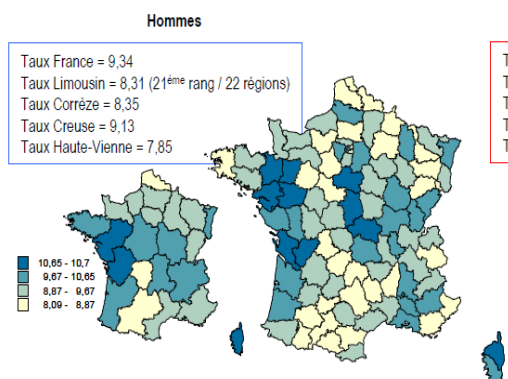 Hommes
Taux France = 9,34
Taux Limousin = 8,31 (21ème rang / 22 régions)
Taux Corrèze = 8,35
Taux Creuse = 9,13
Taux Haute-Vienne = 7,85
10,65 - 10,7
9,67 - 10,65
8,87 - 9,67
8,09 - 8,87